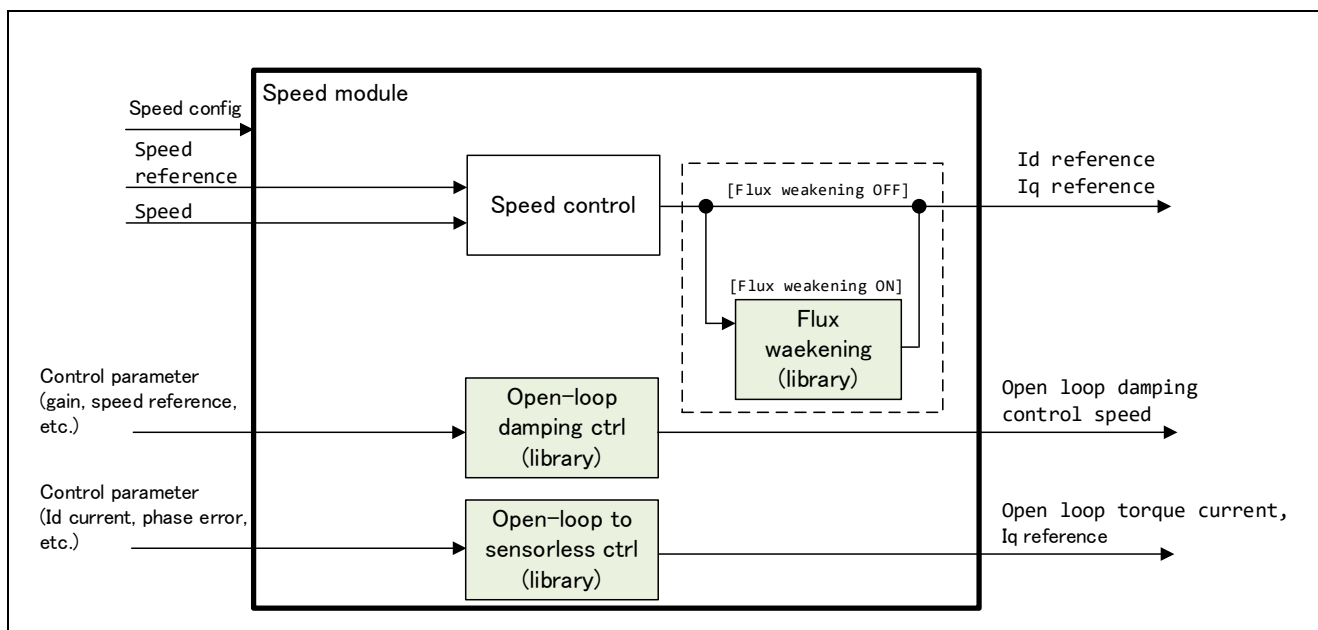 Speed module
Speed config
Speed
reference
Speed
Speed control
[Flux weakening OFF]
Id reference
Iq reference
[Flux weakening ON]
Flux
waekening
(library)
Control parameter
(gain, speed reference,
etc.)
Open-loop
damping ctrl
(library)
Open loop damping
control speed
Control parameter
(Id current, phase error,
etc.)
Open-loop to
sensorless ctrl
(library)
Open loop torque current,
Iq reference